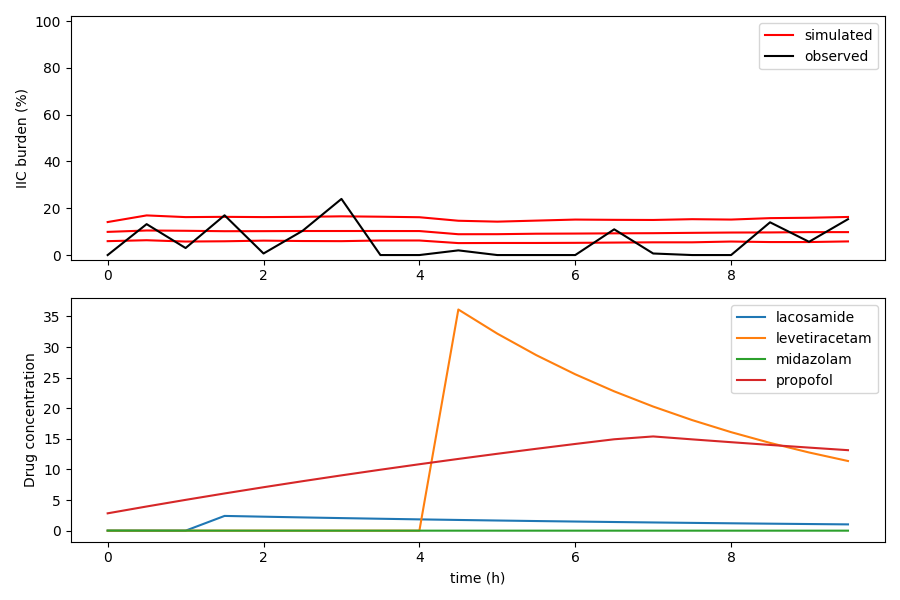 IIC burden (%)
100
80
60
40
20
0
simulated
observed
0 2 4 6 8
Drug concentration
35
30
25
20
15
10
5
0
lacosamide
levetiracetam
midazolam
propofol
0 2 4 6 8
time (h)